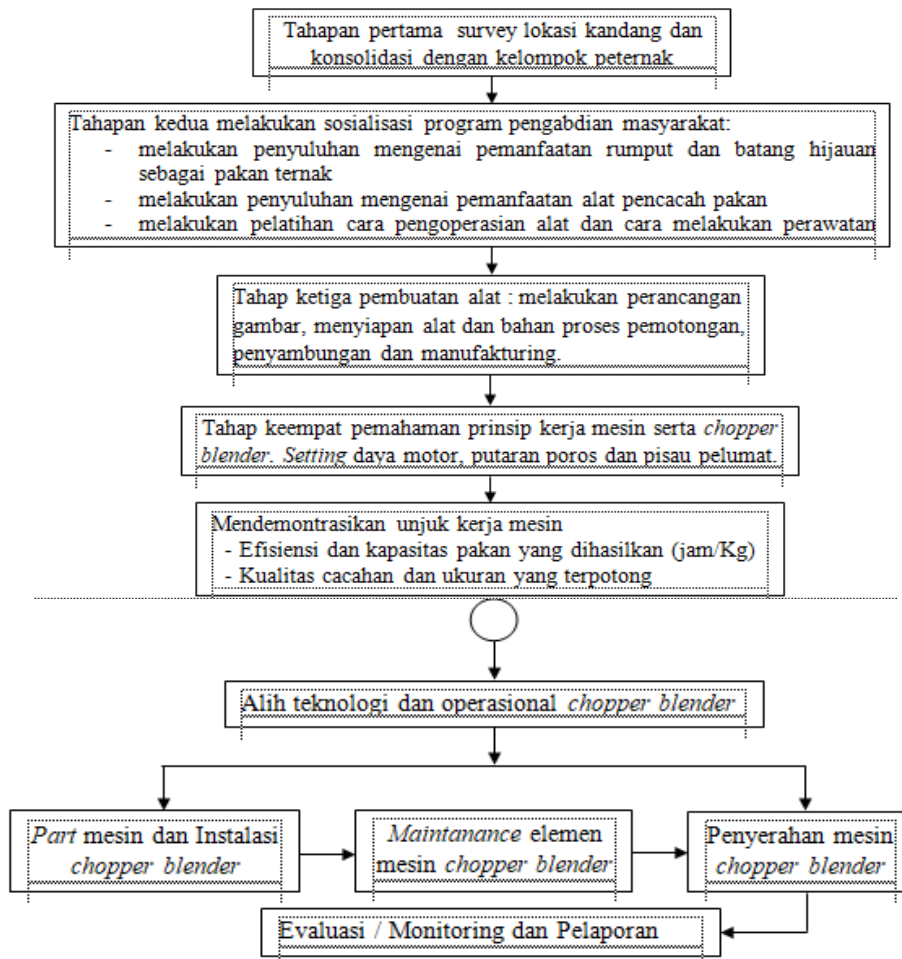 Tahapan pertama survey lokasi kandang dan
konsolidasi dengan kelompok peternak
Tahapan kedua melakukan sosialisasi program pengabdian masyarakat:
- melakukan penyuluhan mengenai pemanfaatan rumput dan batang hijauan
sebagai pakan ternak
- melakukan penyuluhan mengenai pemanfaatan alat pencacah pakan
- melakukan pelatihan cara pengoperasian alat dan cara melakukan perawatan
Tahap ketiga pembuatan alat : melakukan perancangan
gambar, menyiapan alat dan bahan proses pemotongan,
penyambungan dan manufakturing.
Tahap keempat pemahaman prinsip kerja mesin serta chopper
blender. Setting daya motor, putaran poros dan pisau pelumat.
Mendemontrasikan unjuk kerja mesin
- Efisiensi dan kapasitas pakan yang dihasilkan (jam/Kg)
- Kualitas cacahan dan ukuran yang terpotong
Alih teknologi dan operasional chopper blender
Part mesin dan Instalasi
chopper blender
Maintanance elemen
mesin chopper blender
Penyerahan mesin
chopper blender
Evaluasi / Monitoring dan Pelaporan